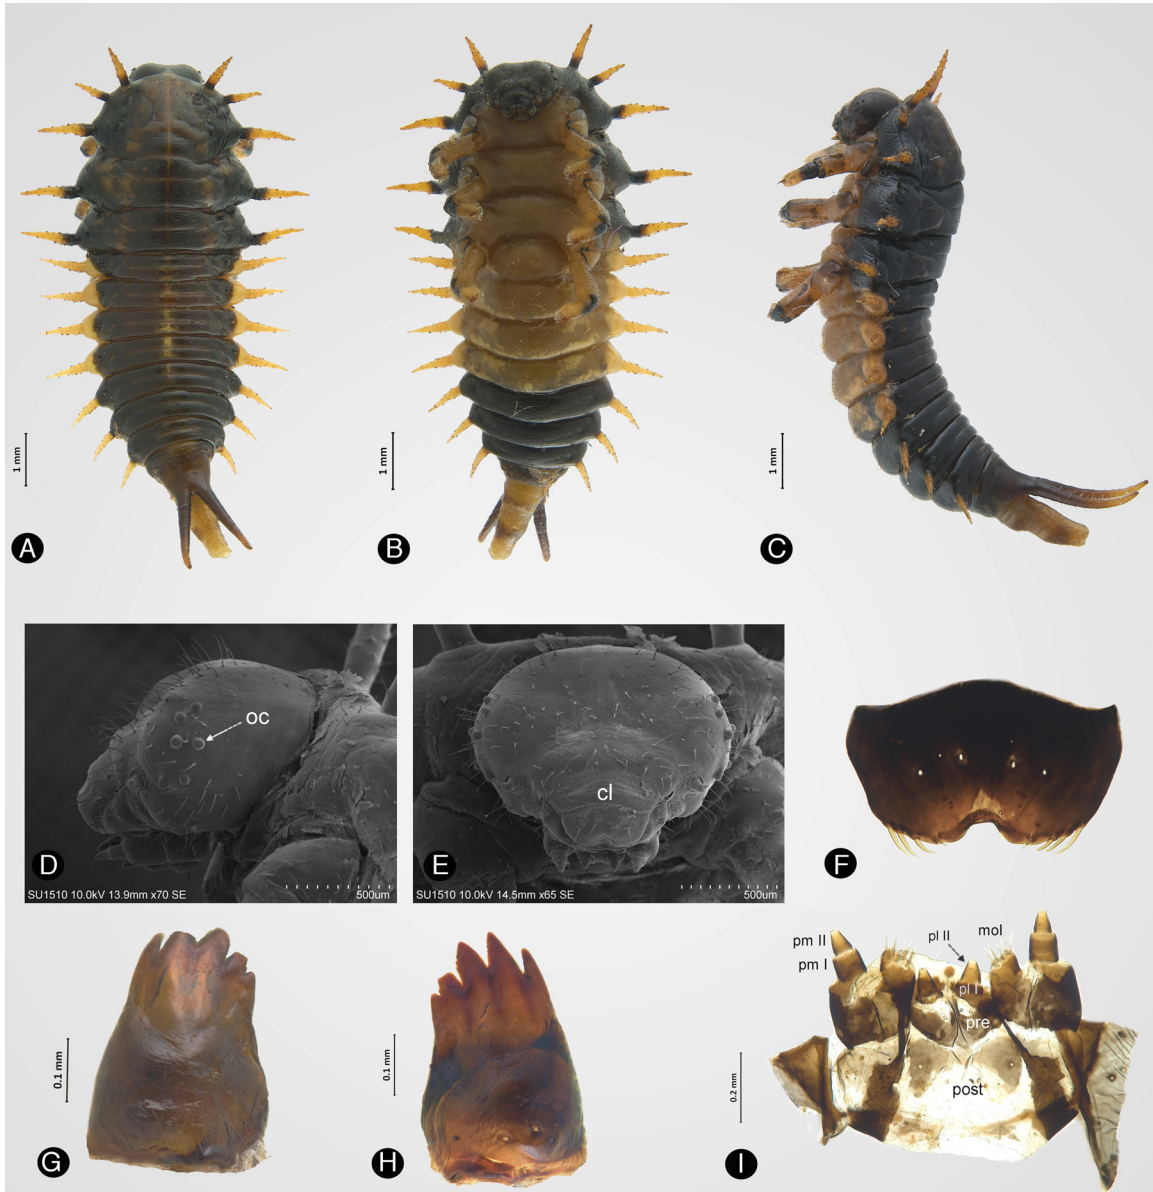 1 mm
A
1 mm
B
1 mm
C
oc
D
SU1510 10.0kV 13.9mm x70 SE
500um
cl
E
SU1510 10.0kV 14.5mm x65 SE
500um
F
0.1 mm
G
0.1 mm
H
pm II
pm I
pl II
mol
pl I
pre
post
0.2 mm
I